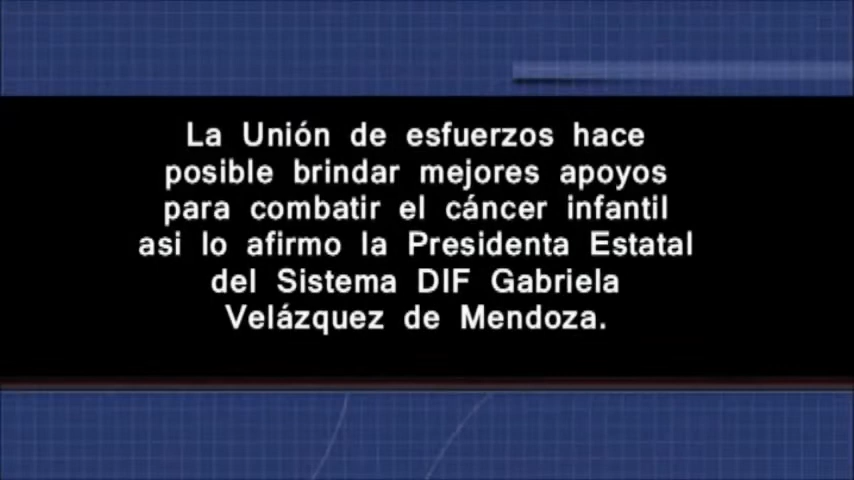 La Unión de esfuerzos hace
posible brindar mejores apoyos
para combatir el cáncer infantil
asi lo afirmo la Presidenta Estatal
del Sistema DIF Gabriela
Velázquez de Mendoza.